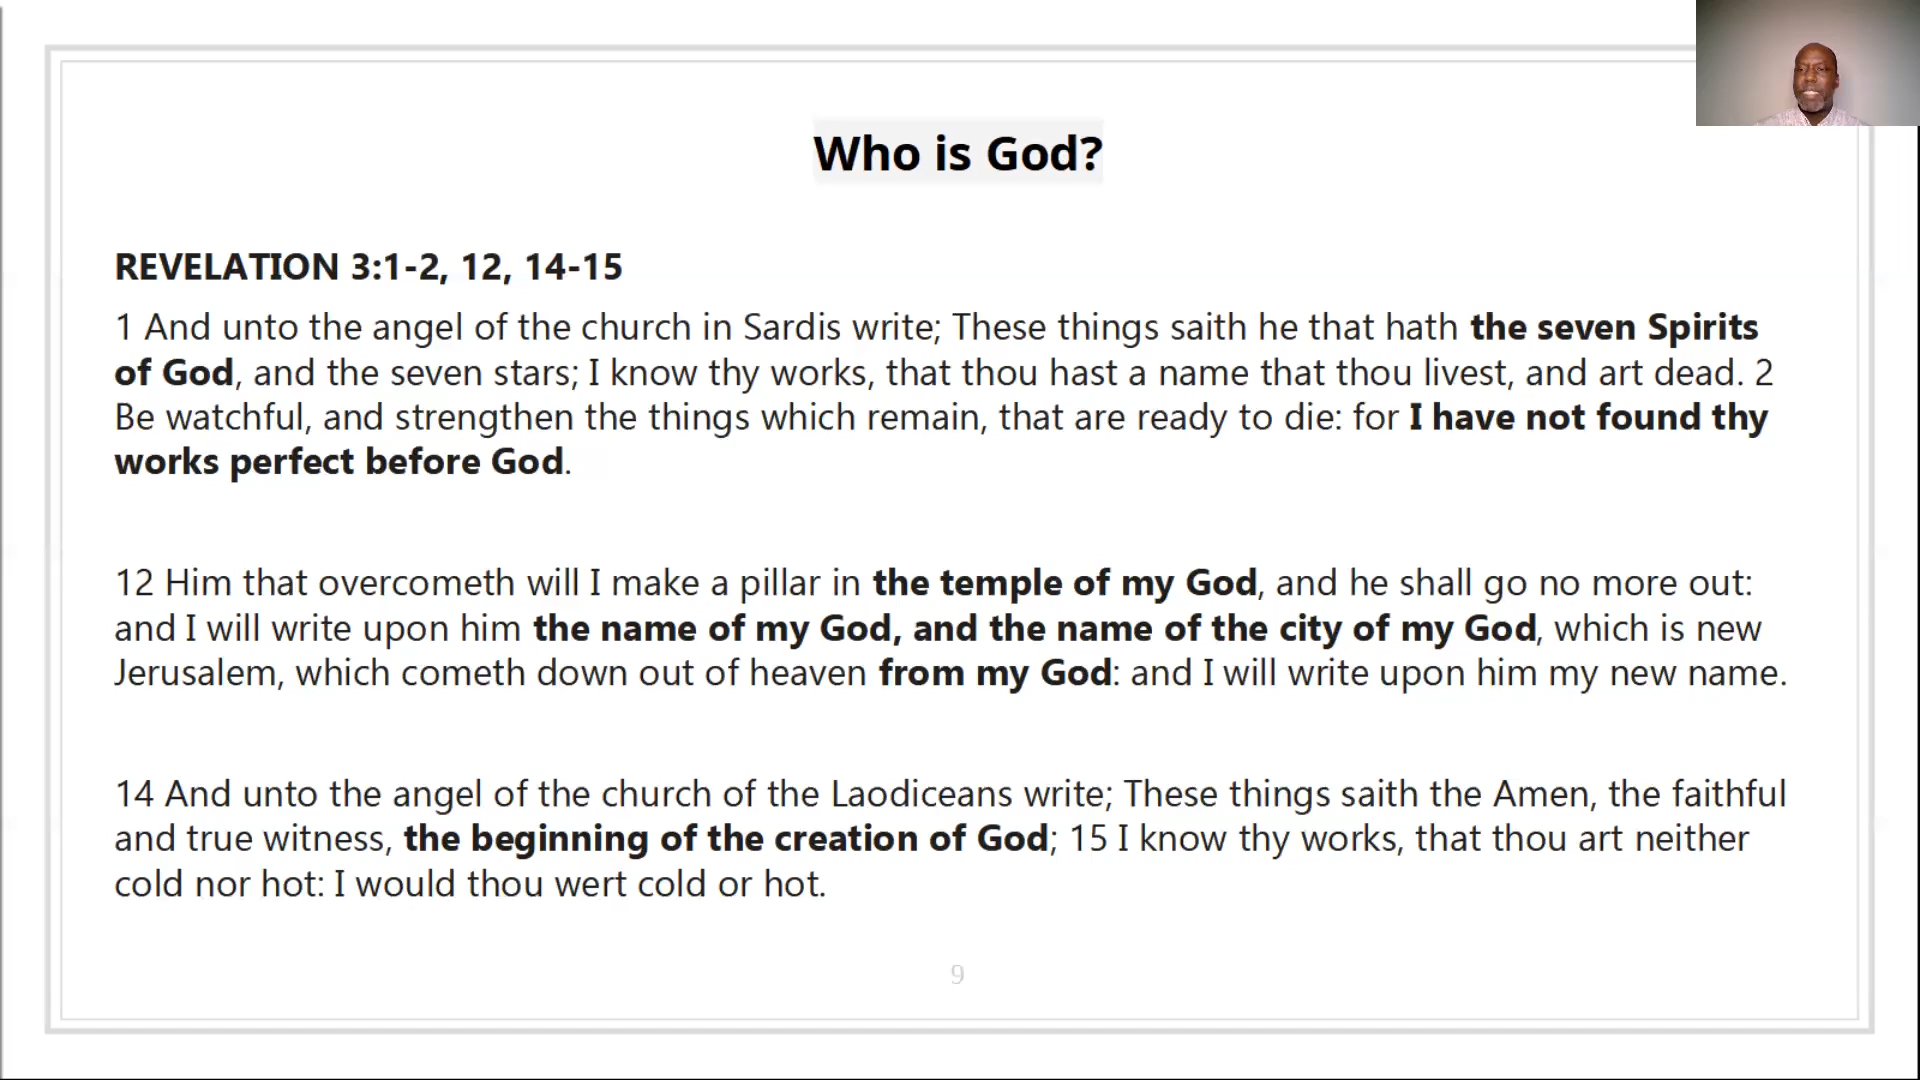 Who is God?
REVELATION 3:1-2, 12, 14-15
1 And unto the angel of the church in Sardis write; These things saith he that hath the seven Spirits
of God, and the seven stars; I know thy works, that thou hast a name that thou livest, and art dead. 2
Be watchful, and strengthen the things which remain, that are ready to die: for I have not found thy
works perfect before God.
12 Him that overcometh will I make a pillar in the temple of my God, and he shall go no more out:
and I will write upon him the name of my God, and the name of the city of my God, which is new
Jerusalem, which cometh down out of heaven from my God: and I will write upon him my new name.
14 And unto the angel of the church of the Laodiceans write; These things saith the Amen, the faithful
and true witness, the beginning of the creation of God; 15 I know thy works, that thou art neither
cold nor hot: I would thou wert cold or hot.
9